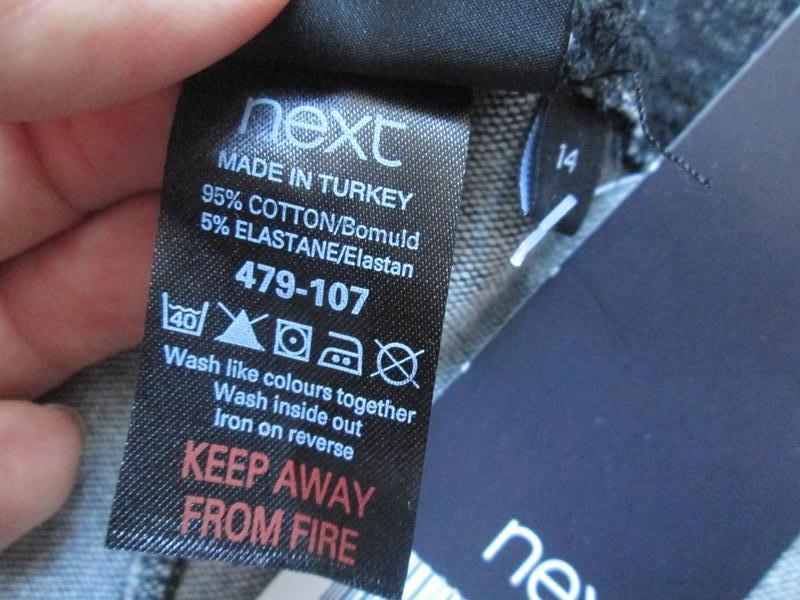 next
MADE IN TURKEY
95% COTTON/Bomuld
5% ELASTANE/Elastan
479-107
40
Wash like colours together
Wash inside out
Iron on reverse
KEEP AWAY
FROM FIRE
14
nex